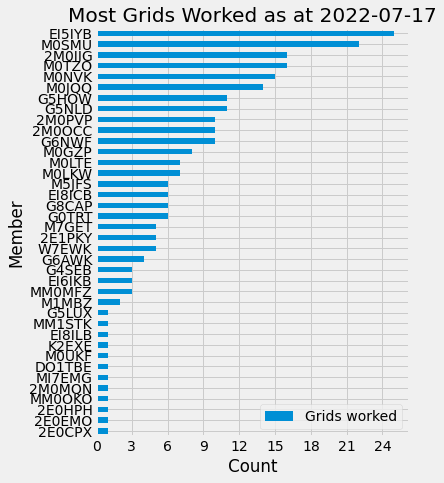 Most Grids Worked as at 2022-07-17
EI5IYB
M0SMU
2M0IJG
M0TZO
M0NVK
M0JOQ
G5HOW
G5NLD
2M0PVP
2M0OCC
G6NWF
M0GZP
M0LTE
M0LKW
M5JFS
EI8ICB
G8CAP
G0TRT
M7GET
2E1PKY
W7EWK
G6AWK
G4SEB
EI6IKB
MM0MFZ
M1MBZ
G5LUX
MM1STK
EI8ILB
K2EXE
M0UKF
DO1TBE
MI7EMG
2M0MON
MM0OKO
2E0HPH
2E0EMO
2E0CPX
Member
Grids worked
0 3 6 9 12 15 18 21 24
Count